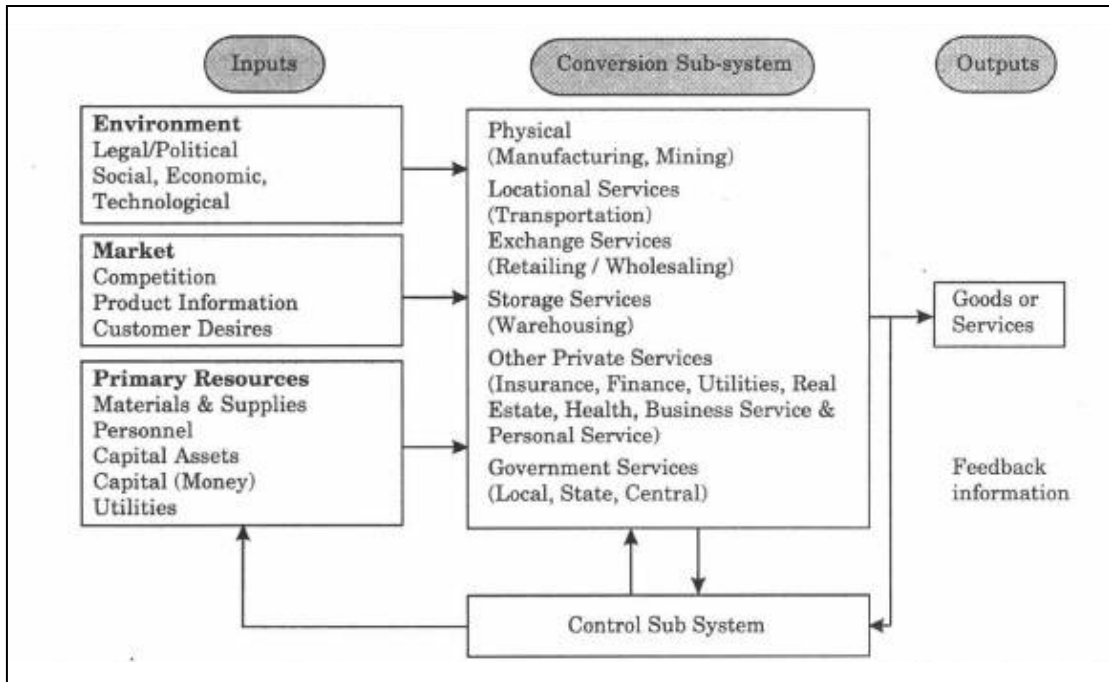 Inputs
Conversion Sub-system
Outputs
Environment
Legal/Political
Social, Economic,
Technological
Market
Competition
Product Information
Customer Desires
Primary Resources
Materials & Supplies
Personnel
Capital Assets
Capital (Money)
Utilities
Physical
(Manufacturing, Mining)
Locational Services
(Transportation)
Exchange Services
(Retailing / Wholesaling)
Storage Services
(Warehousing)
Other Private Services
(Insurance, Finance, Utilities, Real
Estate, Health, Business Service &
Personal Service)
Government Services
(Local, State, Central)
Goods or
Services
Feedback
information
Control Sub System